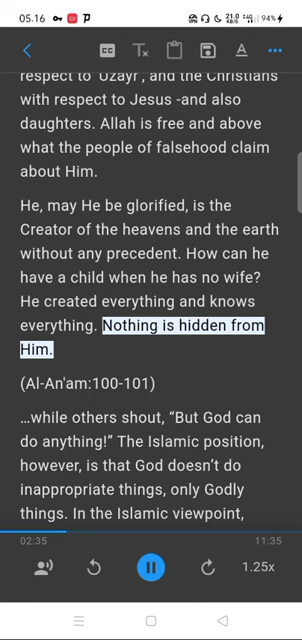 05.16
21.0 KB/S
4G
94%
CC
respect to 'Uzayr', and the Christians
with respect to Jesus -and also
daughters. Allah is free and above
what the people of falsehood claim
about Him.
He, may He be glorified, is the
Creator of the heavens and the earth
without any precedent. How can he
have a child when he has no wife?
He created everything and knows
everything. Nothing is hidden from
Him.
(Al-An'am:100-101)
…while others shout, “But God can
do anything!” The Islamic position,
however, is that God doesn’t do
inappropriate things, only Godly
things. In the Islamic viewpoint,
02:35
11:35
1.25x